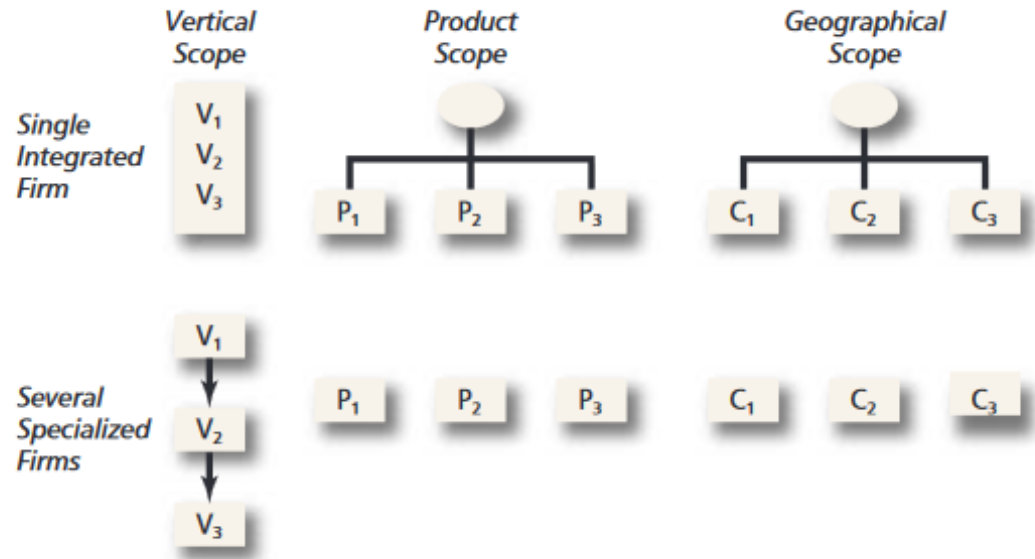 Vertical
Scope
Product
Scope
Geographical
Scope
Single
Integrated
Firm
V₁
V₂
V₃
P₁ P₂ P₃
C₁ C₂ C₃
Several
Specialized
Firms
V₁
V₂
V₃
P₁ P₂ P₃
C₁ C₂ C₃